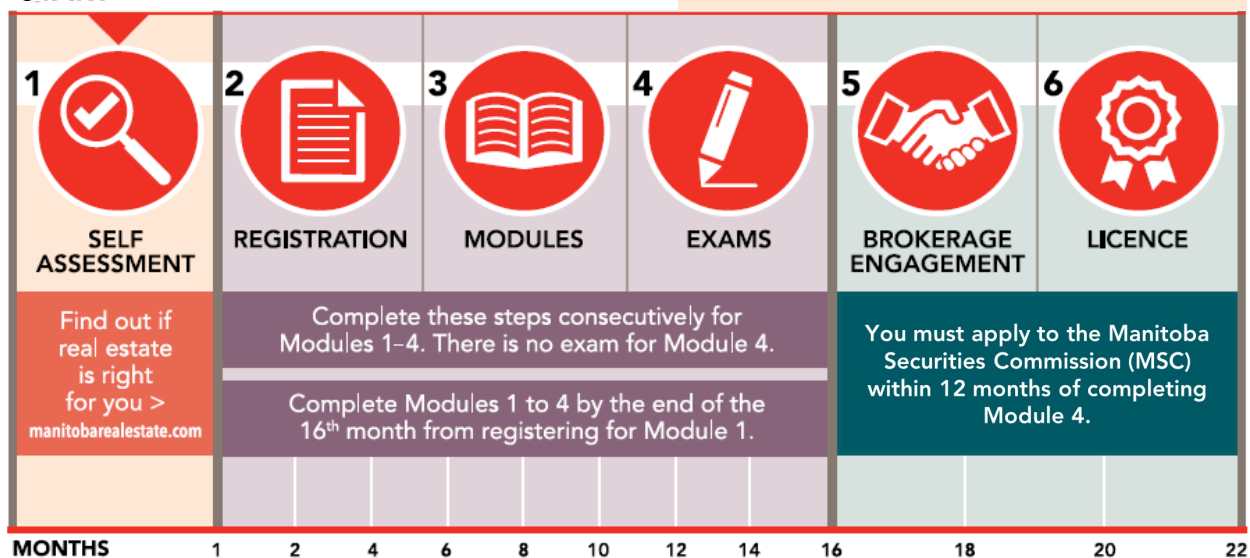 1
SELF
ASSESSMENT
Find out if
real estate
is right
for you >
manitobarealestate.com
2
REGISTRATION
3
MODULES
4
EXAMS
Complete these steps consecutively for
Modules 1–4. There is no exam for Module 4.
Complete Modules 1 to 4 by the end of the
16th month from registering for Module 1.
5
BROKERAGE
ENGAGEMENT
6
LICENCE
You must apply to the Manitoba
Securities Commission (MSC)
within 12 months of completing
Module 4.
MONTHS 1 2 4 6 8 10 12 14 16 18 20 22